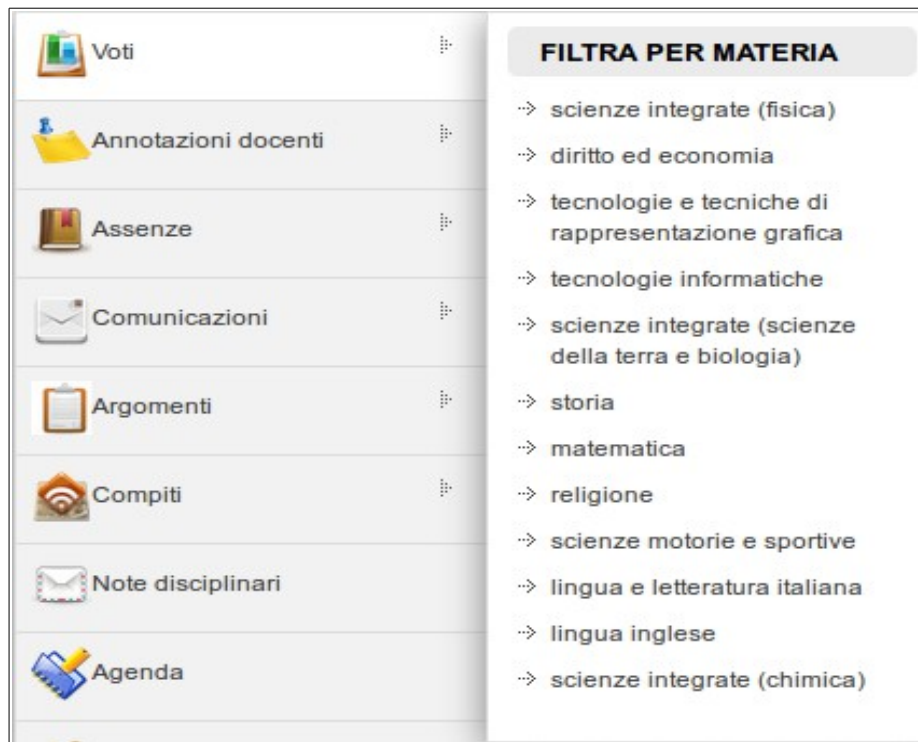 Voti
Annotazioni docenti
Assenze
Comunicazioni
Argomenti
Compiti
Note disciplinari
Agenda
FILTRA PER MATERIA
scienze integrate (fisica)
diritto ed economia
tecnologie e tecniche di
rappresentazione grafica
tecnologie informatiche
scienze integrate (scienze
della terra e biologia)
storia
matematica
religione
scienze motorie e sportive
lingua e letteratura italiana
lingua inglese
scienze integrate (chimica)